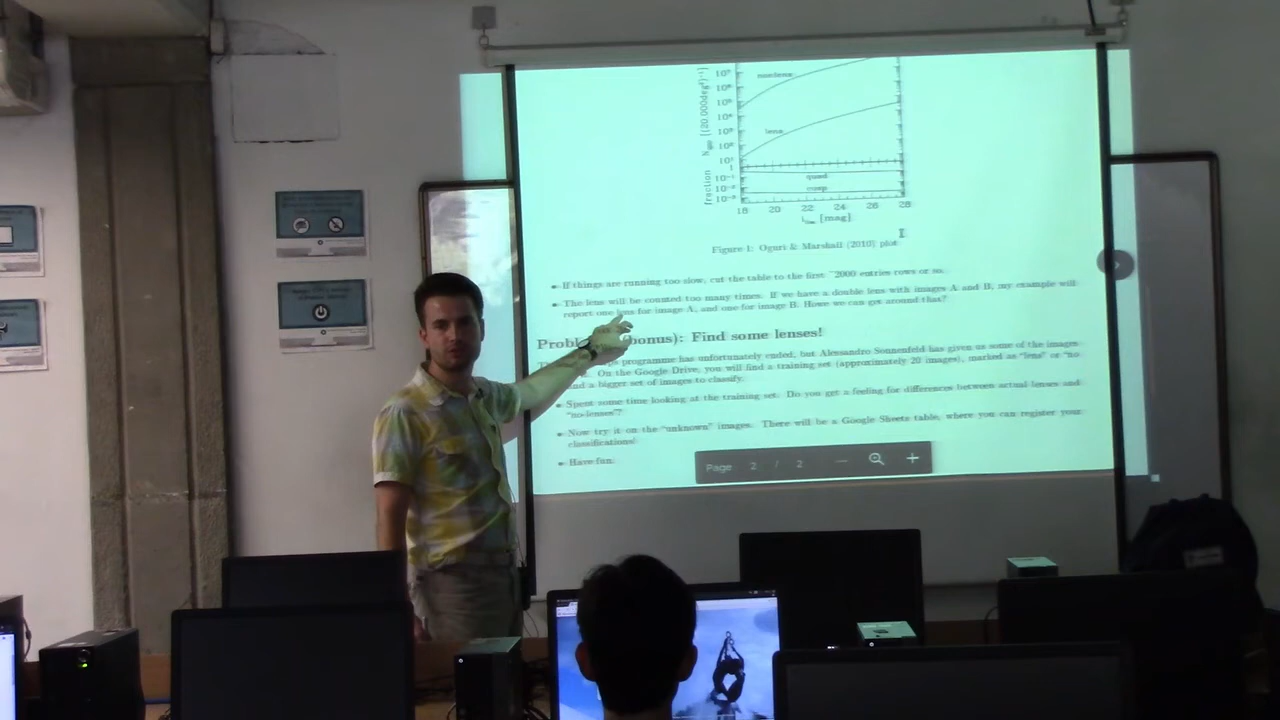 nonlens
lens
quad
cusp
fraction N [(20,000deg²)⁻¹]
18 20 22 24 26 28
[mag]
Figure 1: Oguri & Marshall (2010) plot
• If things are running too slow, cut the table to the first ~2000 entries rows or so.
• The lens will be counted too many times. If we have a double lens with images A and B, my example will
report one lens for image A, and one for image B. Howe we can get around that?
(bonus): Find some lenses!
programme has unfortunately ended, but Alessandro Sonnenfeld has given us some of the images
On the Google Drive, you will find a training set (approximately 20 images), marked as "lens" or "no
and a bigger set of images to classify.
• Spent some time looking at the training set. Do you get a feeling for differences between actual lenses and
"no-lenses"?
• Now try it on the "unknown" images. There will be a Google Sheets table, where you can register your
classifications!
• Have fun.
Page 2 / 2